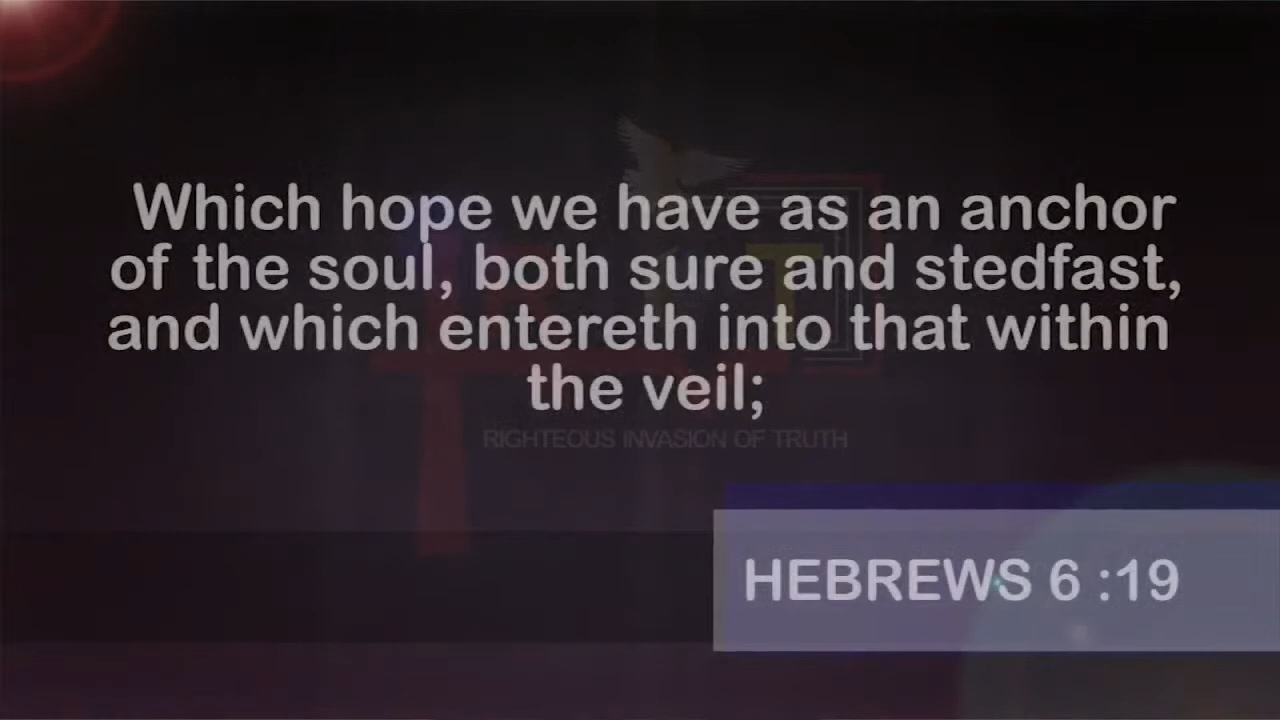 Which hope we have as an anchor
of the soul, both sure and stedfast,
and which entereth into that within
the veil;
RIGHTEOUS INVASION OF TRUTH
HEBREWS 6 :19